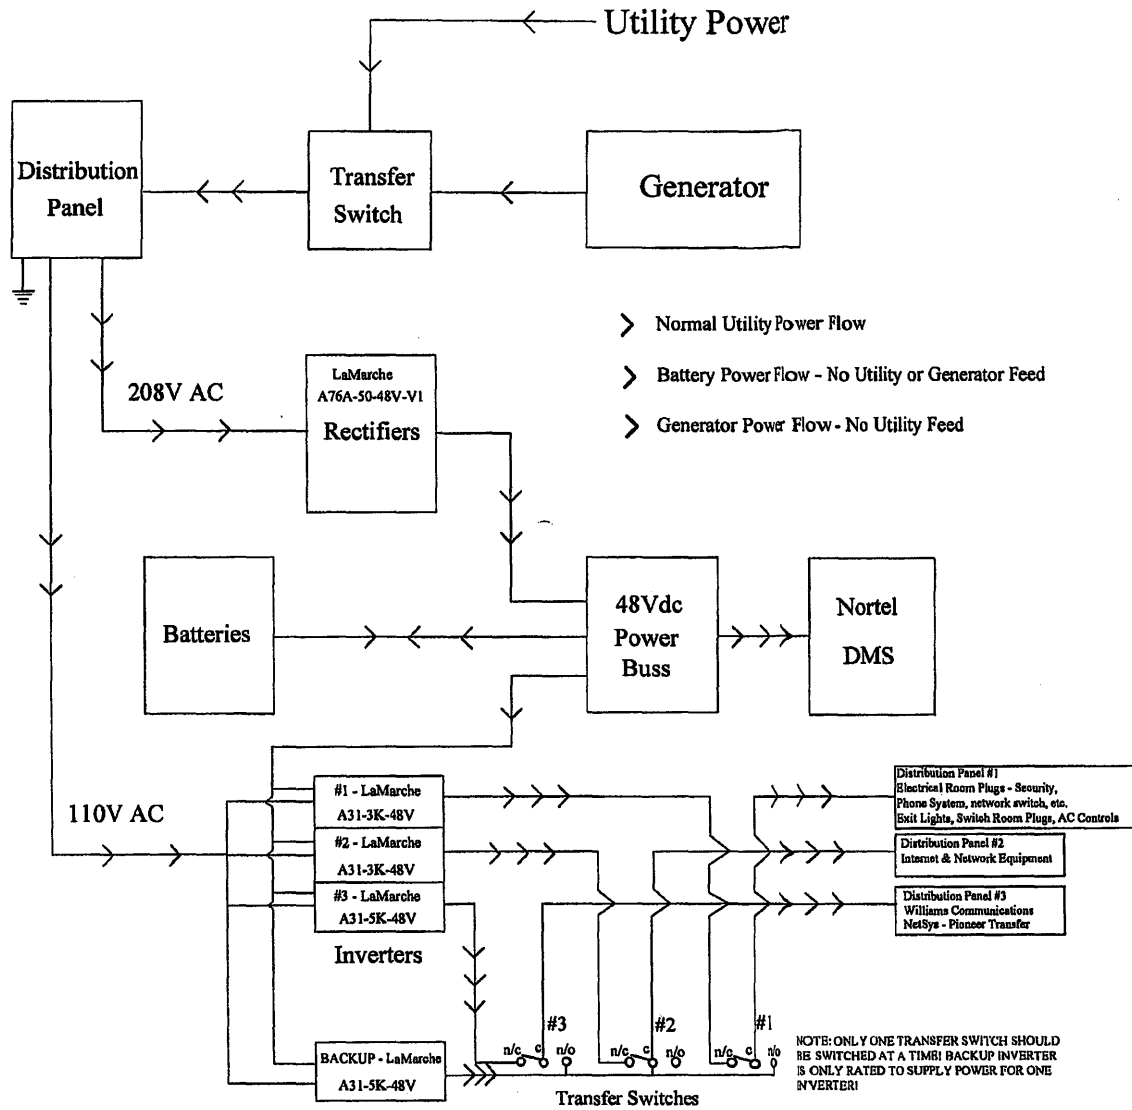 Utility Power
Distribution
Panel
Transfer
Switch
Generator
Normal Utility Power Flow
Battery Power Flow - No Utility or Generator Feed
Generator Power Flow - No Utility Feed
208V AC
LaMarche
A76A-50-48V-V1
Rectifiers
Batteries
48Vdc
Power
Buss
Nortel
DMS
110V AC
#1 - LaMarche
A31-3K-48V
#2 - LaMarche
A31-3K-48V
#3 - LaMarche
A31-5K-48V
Inverters
Distribution Panel #1
Electrical Room Plugs - Security,
Phone System, network switch, etc.
Exit Lights, Switch Room Plugs, AC Controls
Distribution Panel #2
Internet & Network Equipment
Distribution Panel #3
Williams Communications
NetSys - Pioneer Transfer
#3
#2
#1
n/c c n/o
n/c c n/o
n/c c n/o
BACKUP - LaMarche
A31-5K-48V
Transfer Switches
NOTE: ONLY ONE TRANSFER SWITCH SHOULD
BE SWITCHED AT A TIME! BACKUP INVERTER
IS ONLY RATED TO SUPPLY POWER FOR ONE
INVERTER!